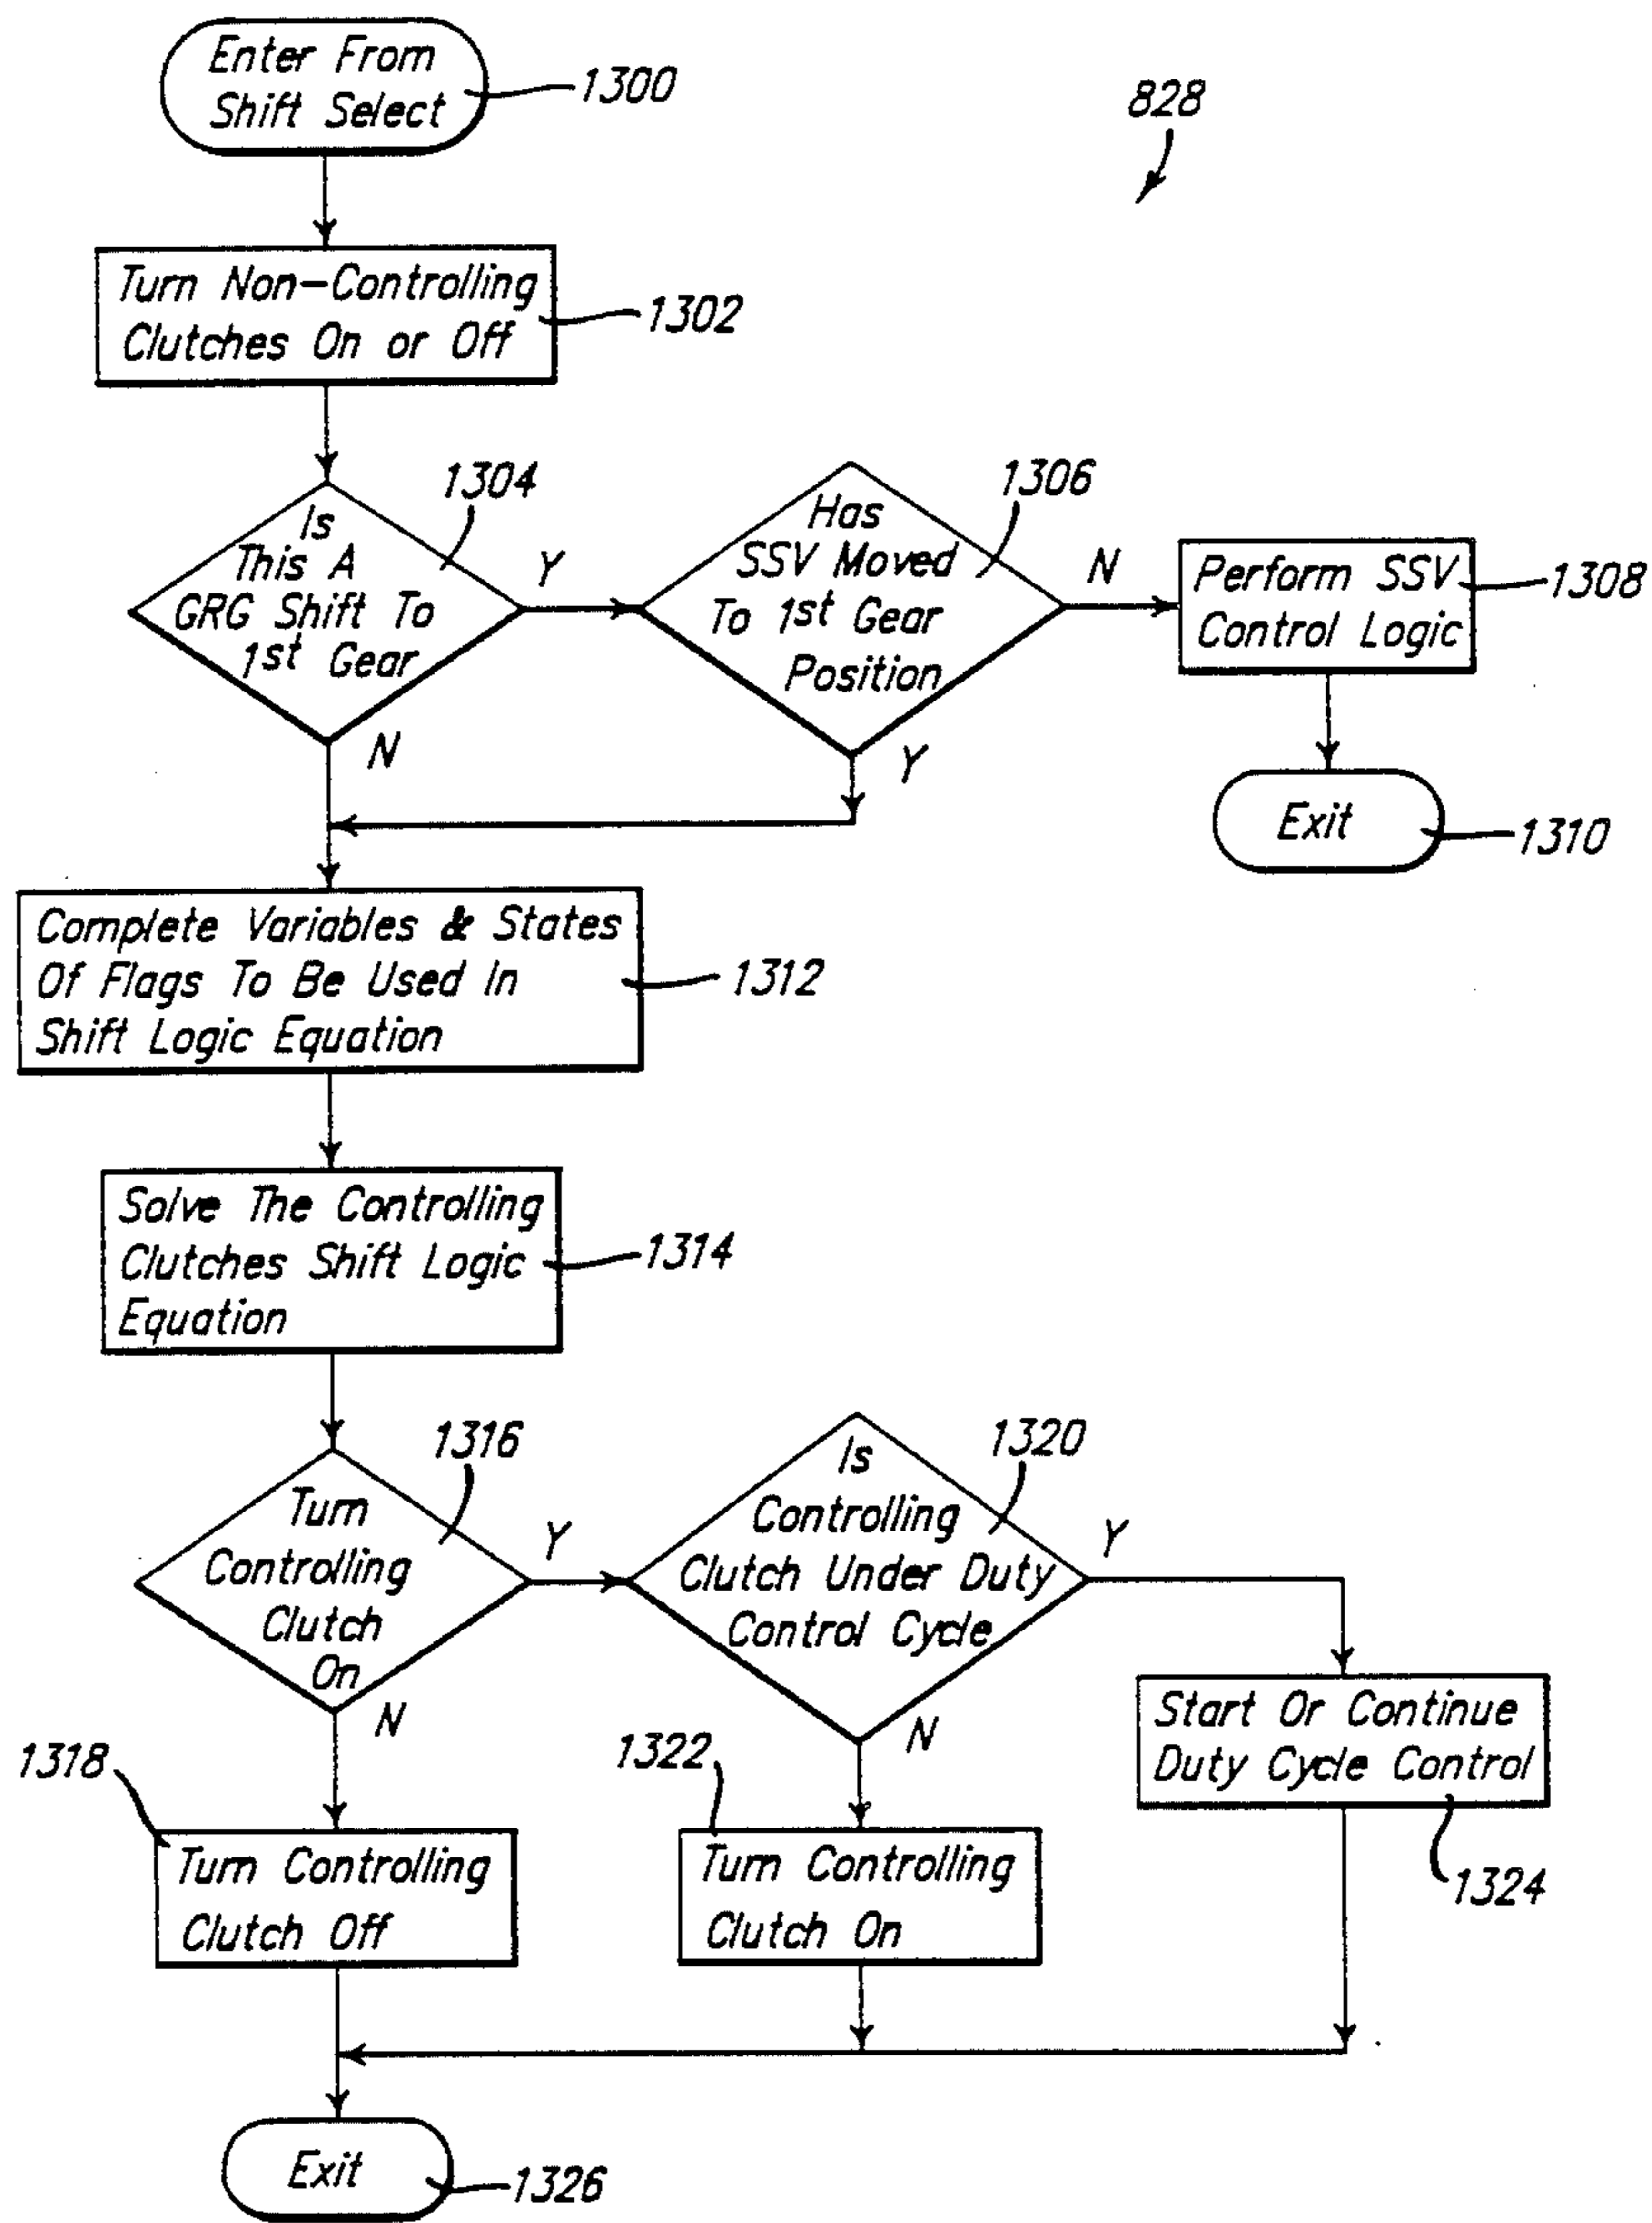 Enter From
Shift Select
1300
828
Turn Non-Controlling
Clutches On or Off
1302
1304
Is
This A
GRG Shift To
1st Gear
Y
N
1306
Has
SSV Moved
To 1st Gear
Position
N
Y
Perform SSV
Control Logic
1308
Exit
1310
Complete Variables & States
Of Flags To Be Used In
Shift Logic Equation
1312
Solve The Controlling
Clutches Shift Logic
Equation
1314
1316
Turn
Controlling
Clutch
On
Y
N
1320
Is
Controlling
Clutch Under Duty
Control Cycle
Y
N
Start Or Continue
Duty Cycle Control
1324
1318
Turn Controlling
Clutch Off
1322
Turn Controlling
Clutch On
Exit
1326